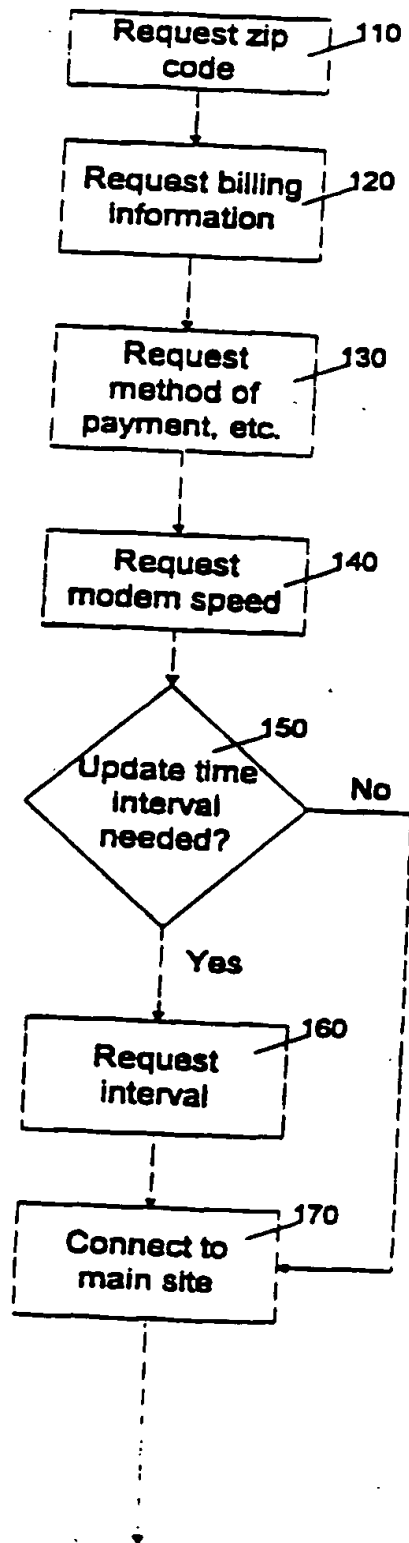 Request zip
code
110
Request billing
information
120
Request
method of
payment, etc.
130
Request
modem speed
140
150
Update time
interval
needed?
No
Yes
160
Request
interval
170
Connect to
main site